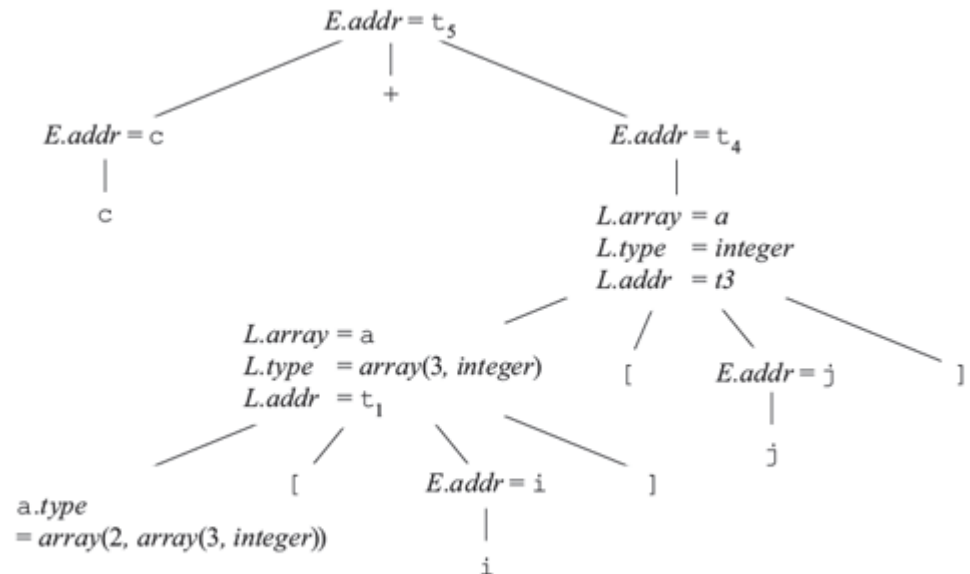 E.addr = t₅
+
E.addr = c
E.addr = t₄
c
L.array = a
L.type = integer
L.addr = t3
L.array = a
L.type = array(3, integer)
L.addr = t₁
[
E.addr = j
]
j
a.type
= array(2, array(3, integer))
[
E.addr = i
]
i